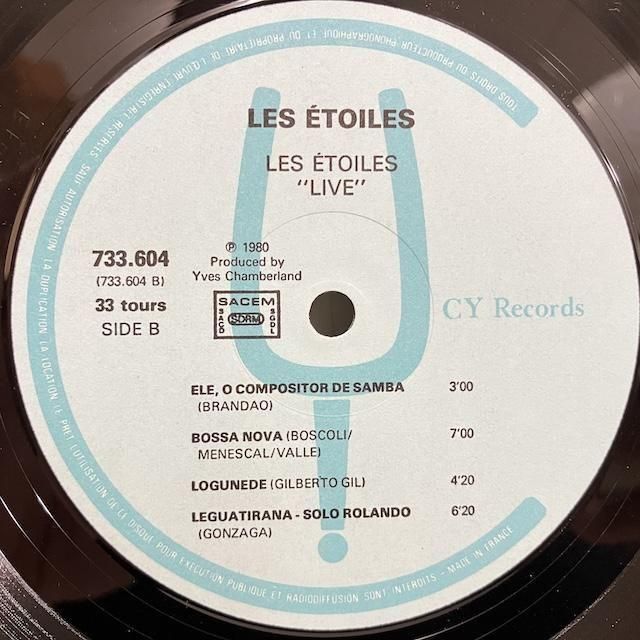 LES ÉTOILES
LES ÉTOILES
"LIVE"
733.604
(733.604 B)
33 tours
SIDE B
℗ 1980
Produced by
Yves Chamberland
SACEM
SACD
SDRM
SGDL
CY Records
ELE, O COMPOSITOR DE SAMBA 3'00
(BRANDAO)
BOSSA NOVA (BOSCOLI/ 7'00
MENESCAL/VALLE)
LOGUNEDE (GILBERTO GIL) 4'20
LEGUATIRANA - SOLO ROLANDO 6'20
(GONZAGA)
TOUS DROITS DU PRODUCTEUR PHONOGRAPHIQUE ET DU PROPRIETAIRE DE L'ŒUVRE ENREGISTREE RESERVES. SAUF AUTORISATION LA DUPLICATION LA LOCATION LE PRET L'UTILISATION DE CE DISQUE POUR EXECUTION PUBLIQUE ET RADIODIFFUSION SONT INTERDITS - MADE IN FRANCE